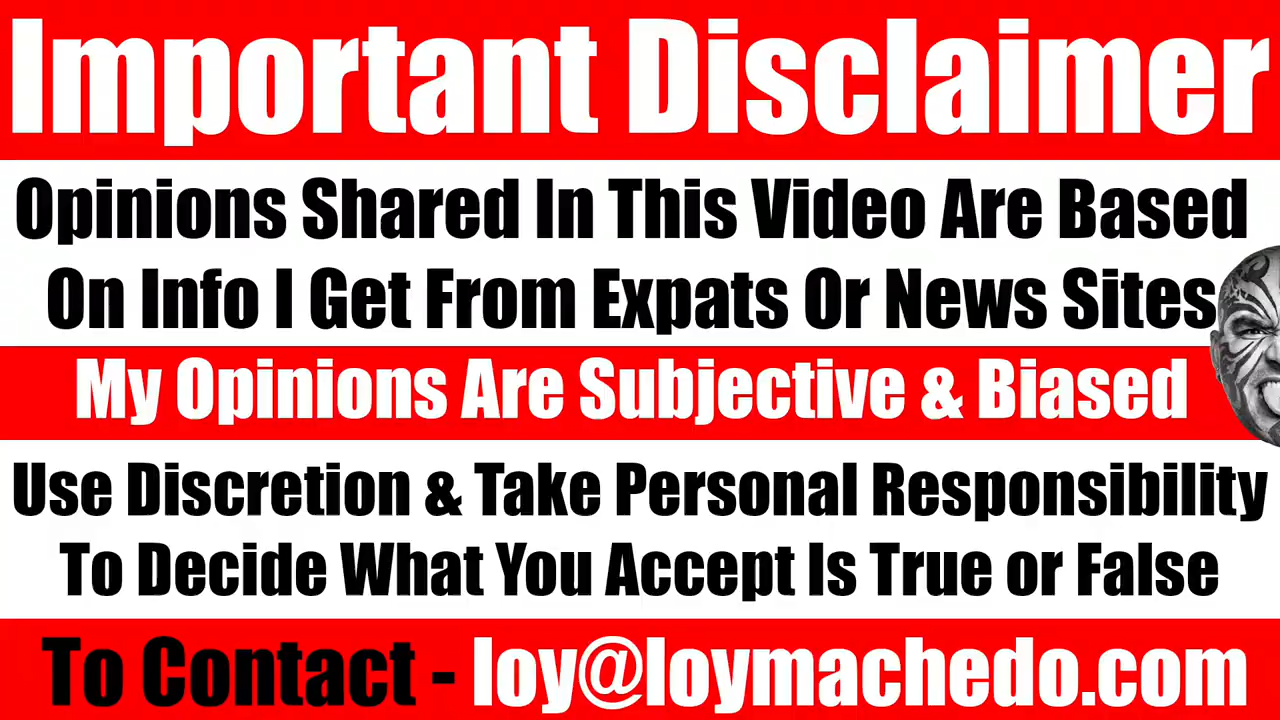 Important Disclaimer
Opinions Shared In This Video Are Based
On Info I Get From Expats Or News Sites
My Opinions Are Subjective & Biased
Use Discretion & Take Personal Responsibility
To Decide What You Accept Is True or False
To Contact - loy@loymachedo.com